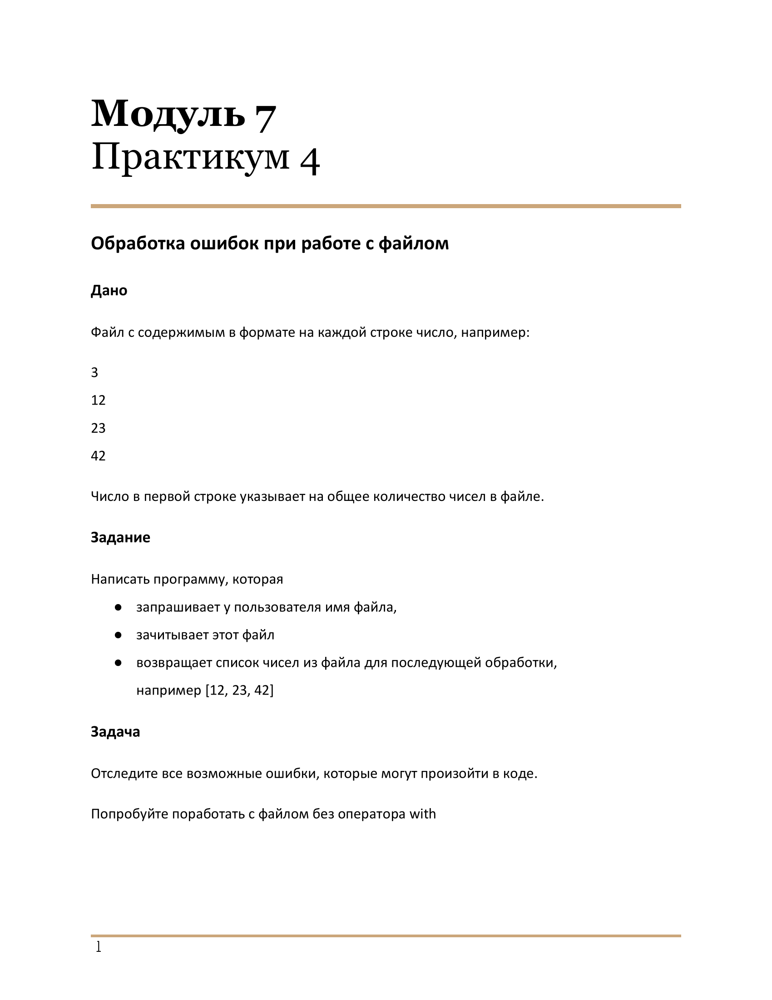 Модуль 7
Практикум 4
Обработка ошибок при работе с файлом
Дано
Файл с содержимым в формате на каждой строке число, например:
3
12
23
42
Число в первой строке указывает на общее количество чисел в файле.
Задание
Написать программу, которая
● запрашивает у пользователя имя файла,
● зачитывает этот файл
● возвращает список чисел из файла для последующей обработки,
например [12, 23, 42]
Задача
Отследите все возможные ошибки, которые могут произойти в коде.
Попробуйте поработать с файлом без оператора with
1